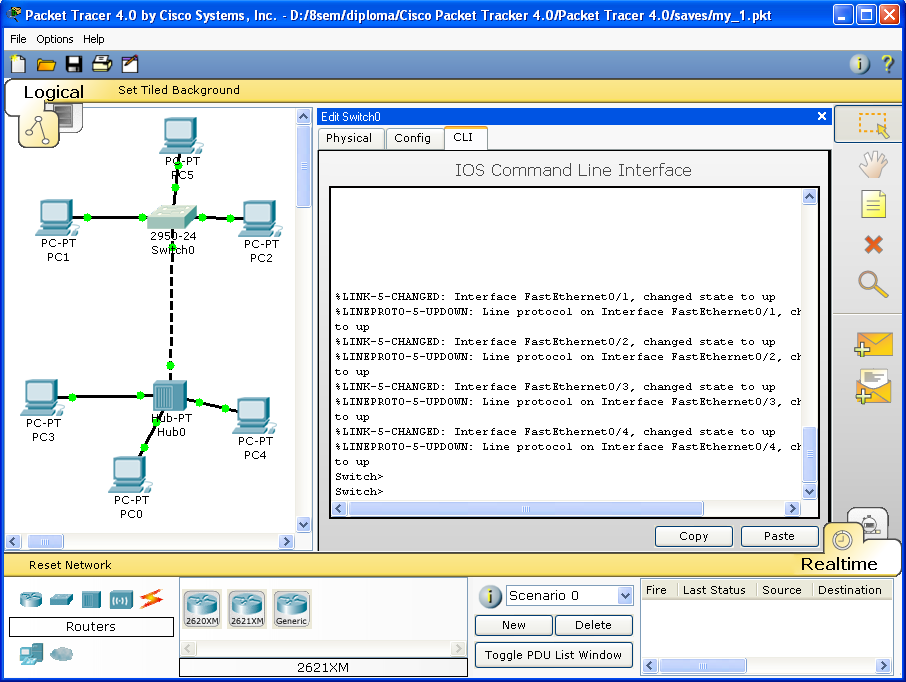 Packet Tracer 4.0 by Cisco Systems, Inc. - D:/8sem/diploma/Cisco Packet Tracker 4.0/Packet Tracer 4.0/saves/my_1.pkt
File Options Help
Logical
Set Tiled Background
PC-PT
PC5
2950-24
Switch0
PC-PT
PC1
PC-PT
PC2
PC-PT
PC3
Hub-PT
Hub0
PC-PT
PC4
PC-PT
PC0
Edit Switch0
Physical Config CLI
IOS Command Line Interface
%LINK-5-CHANGED: Interface FastEthernet0/1, changed state to up
%LINEPROTO-5-UPDOWN: Line protocol on Interface FastEthernet0/1, ch
to up
%LINK-5-CHANGED: Interface FastEthernet0/2, changed state to up
%LINEPROTO-5-UPDOWN: Line protocol on Interface FastEthernet0/2, ch
to up
%LINK-5-CHANGED: Interface FastEthernet0/3, changed state to up
%LINEPROTO-5-UPDOWN: Line protocol on Interface FastEthernet0/3, ch
to up
%LINK-5-CHANGED: Interface FastEthernet0/4, changed state to up
%LINEPROTO-5-UPDOWN: Line protocol on Interface FastEthernet0/4, ch
to up
Switch>
Switch>
Copy Paste
Realtime
Reset Network
Routers
2620XM 2621XM Generic
2621XM
Scenario 0
New Delete
Toggle PDU List Window
Fire Last Status Source Destination